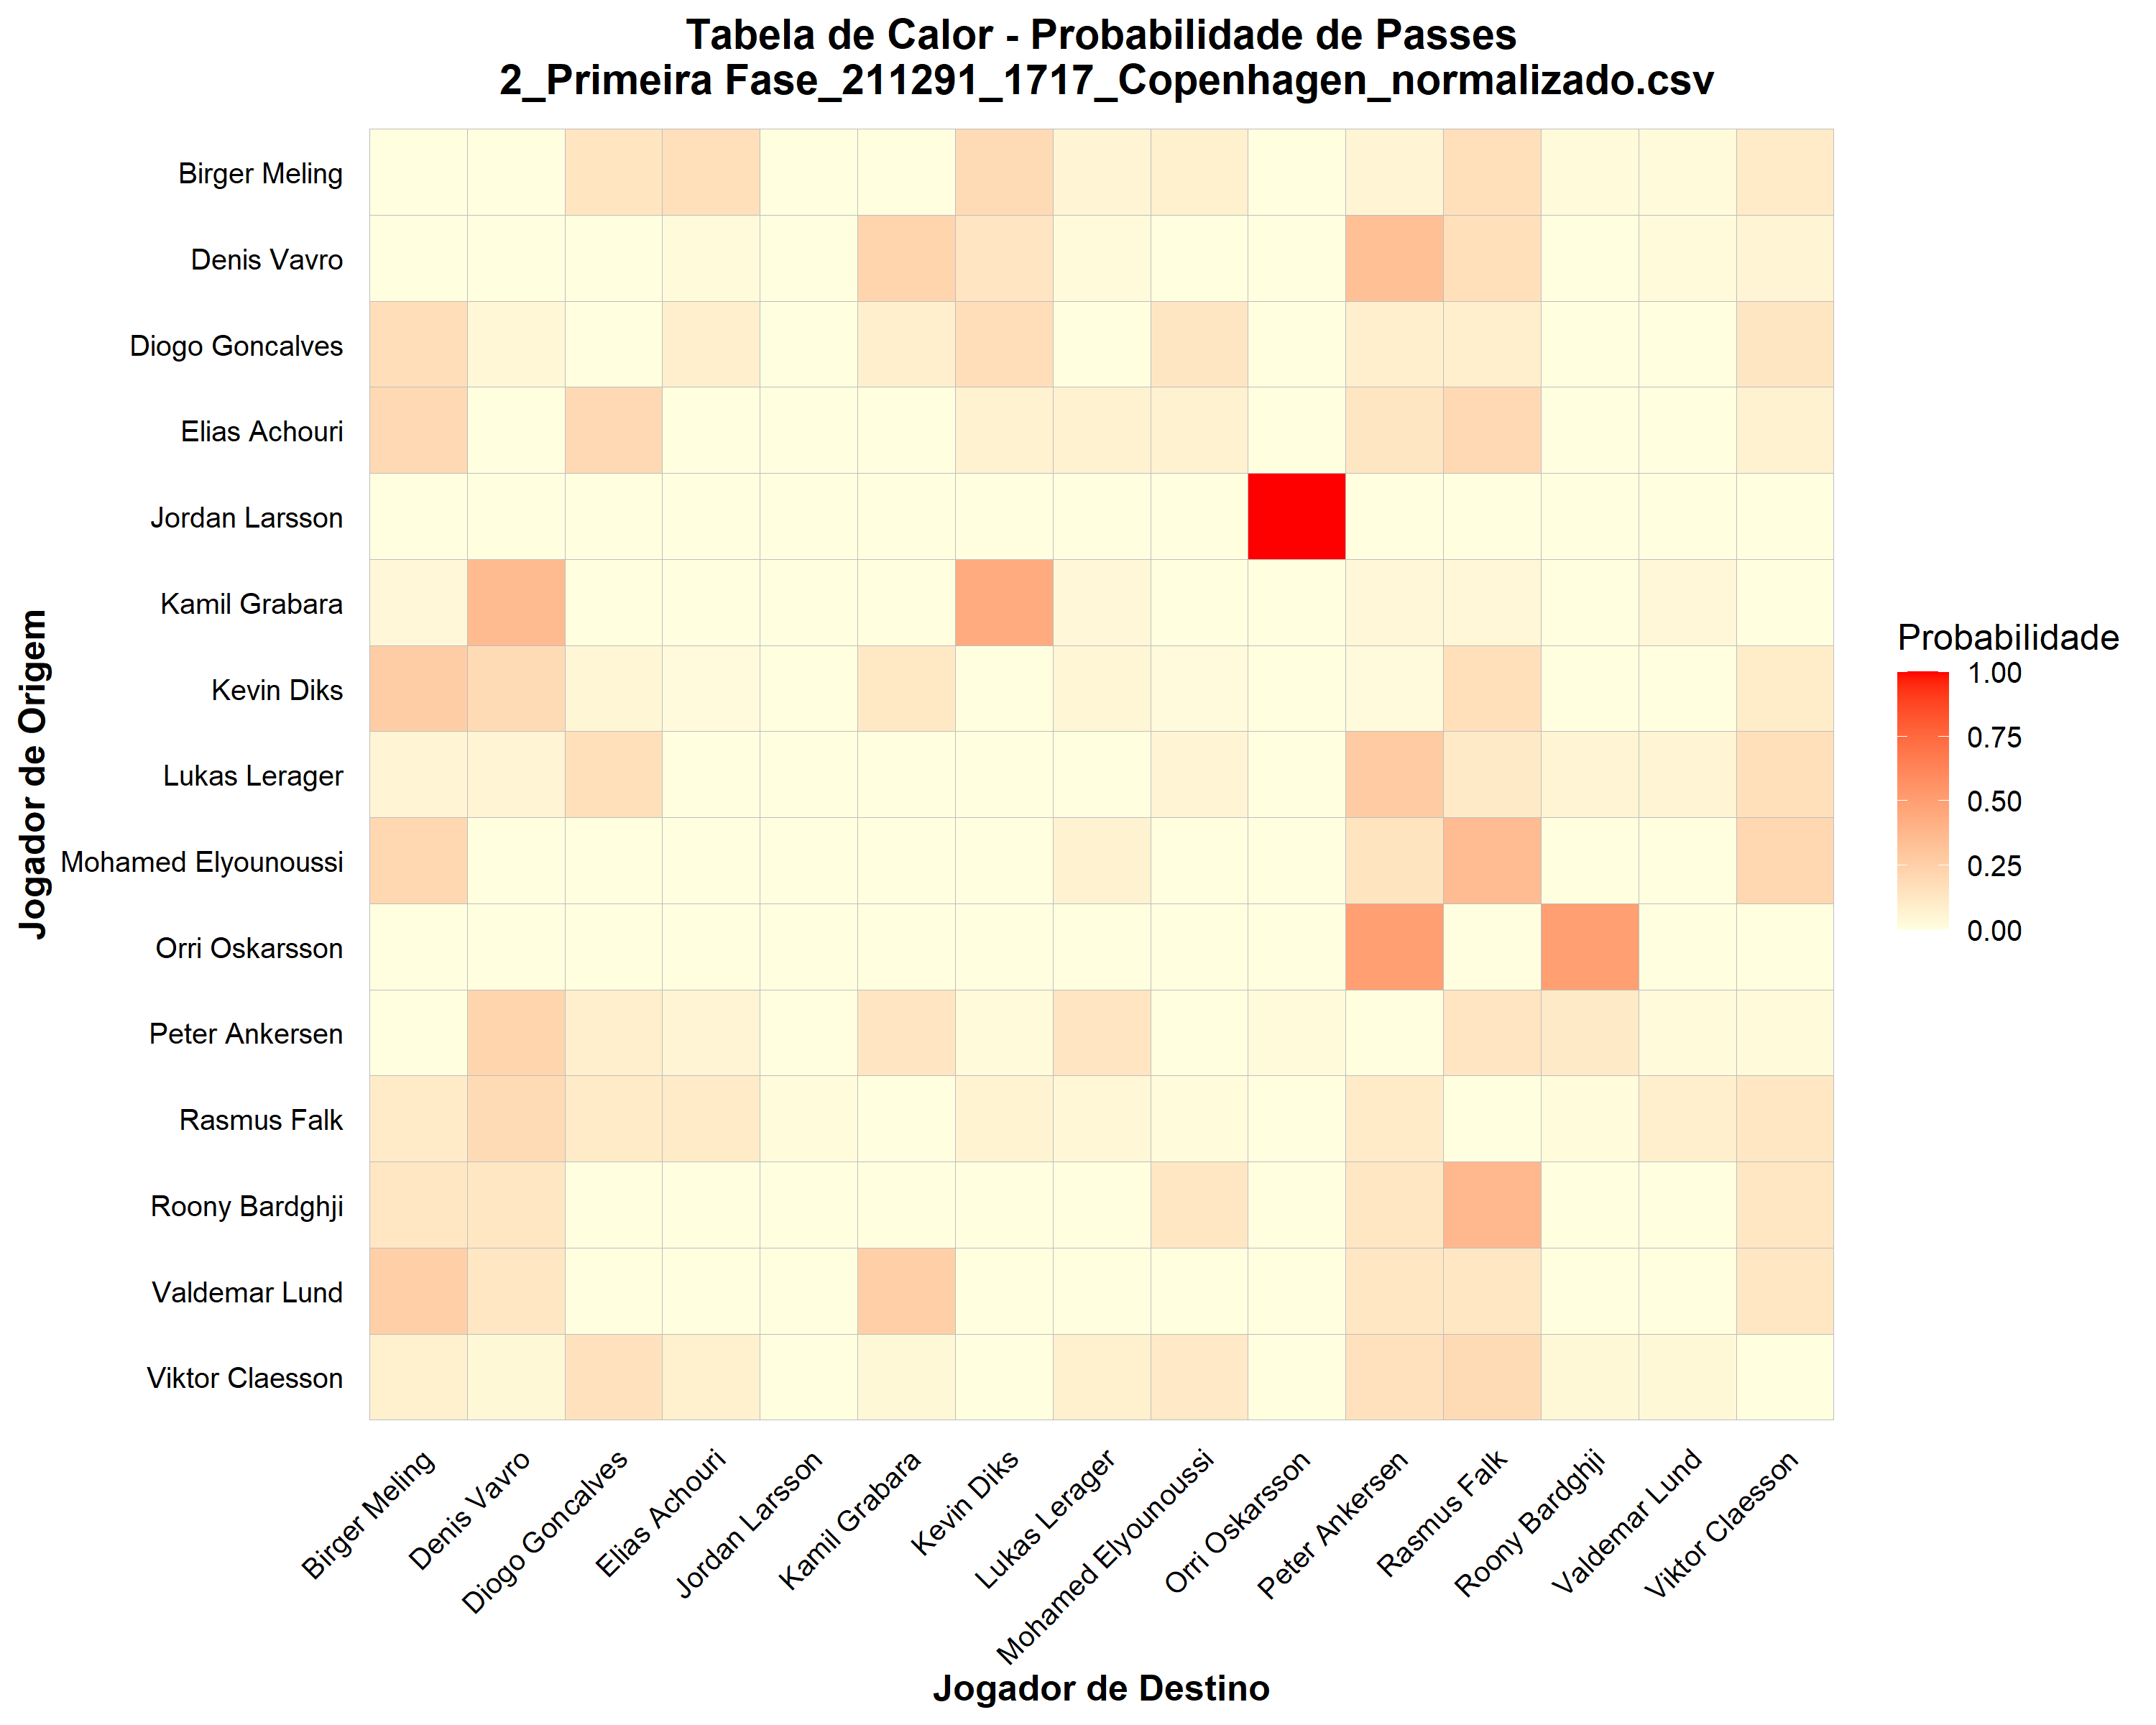 Tabela de Calor - Probabilidade de Passes
2_Primeira Fase_211291_1717_Copenhagen_normalizado.csv
Jogador de Origem
Birger Meling
Denis Vavro
Diogo Goncalves
Elias Achouri
Jordan Larsson
Kamil Grabara
Kevin Diks
Lukas Lerager
Mohamed Elyounoussi
Orri Oskarsson
Peter Ankersen
Rasmus Falk
Roony Bardghji
Valdemar Lund
Viktor Claesson
Birger Meling
Denis Vavro
Diogo Goncalves
Elias Achouri
Jordan Larsson
Kamil Grabara
Kevin Diks
Lukas Lerager
Mohamed Elyounoussi
Orri Oskarsson
Peter Ankersen
Rasmus Falk
Roony Bardghji
Valdemar Lund
Viktor Claesson
Jogador de Destino
Probabilidade
1.00
0.75
0.50
0.25
0.00